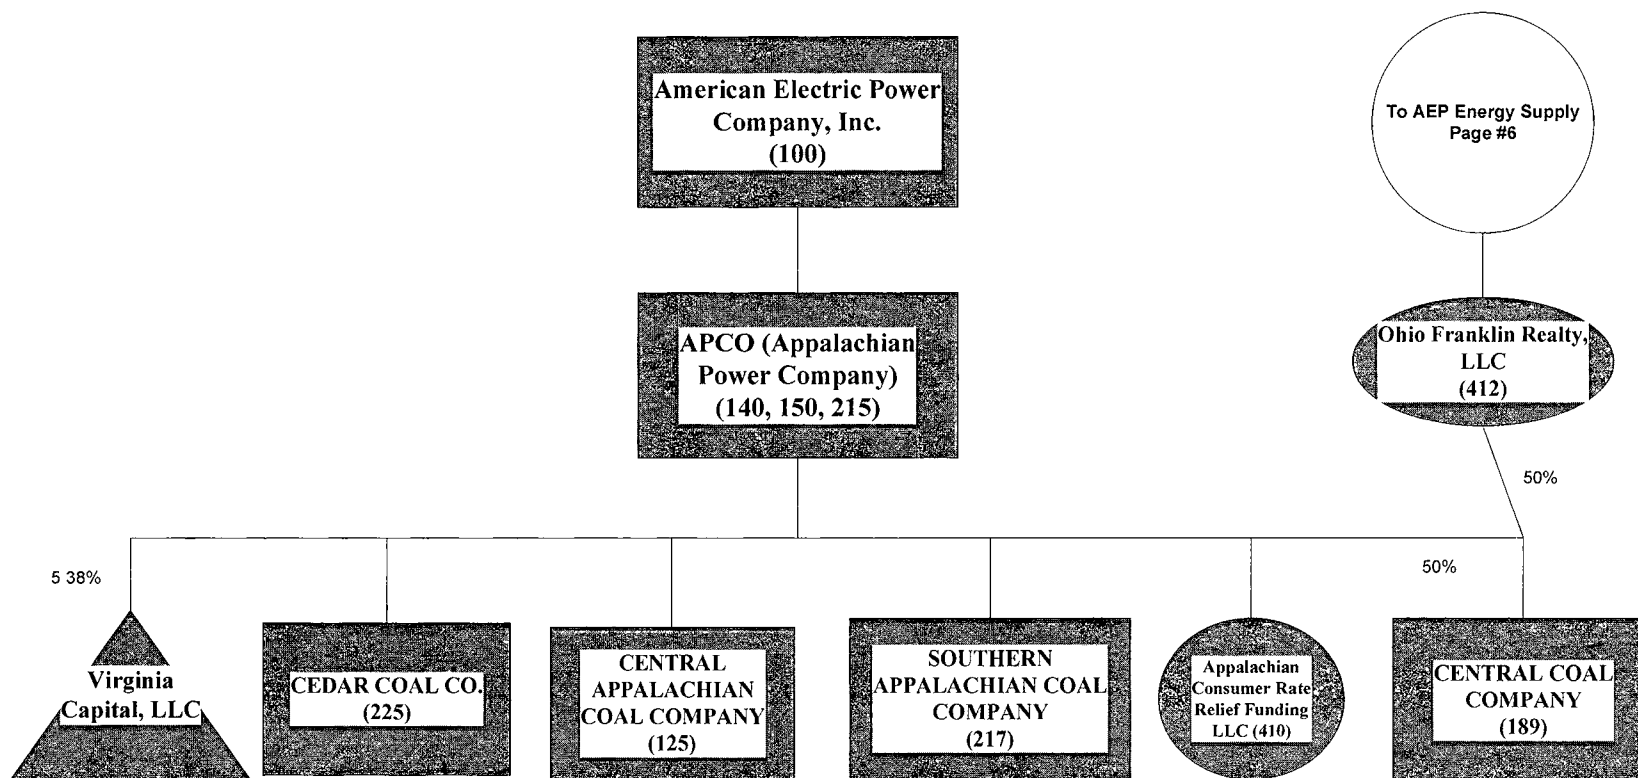 American Electric Power
Company, Inc.
(100)
To AEP Energy Supply
Page #6
APCO (Appalachian
Power Company)
(140, 150, 215)
Ohio Franklin Realty,
LLC
(412)
50%
5 38%
50%
Virginia
Capital, LLC
CEDAR COAL CO.
(225)
CENTRAL
APPALACHIAN
COAL COMPANY
(125)
SOUTHERN
APPALACHIAN COAL
COMPANY
(217)
Appalachian
Consumer Rate
Relief Funding
LLC (410)
CENTRAL COAL
COMPANY
(189)